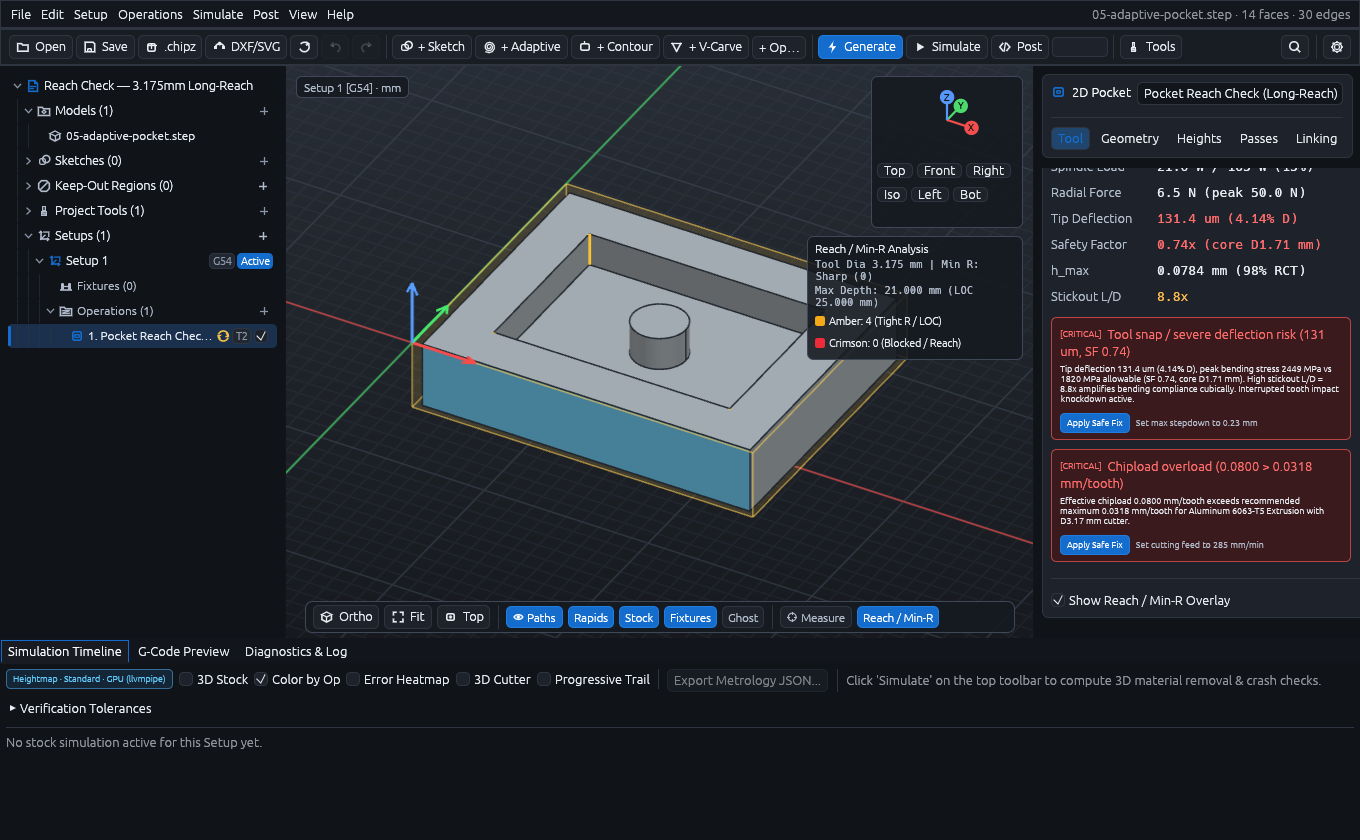 File Edit Setup Operations Simulate Post View Help
05-adaptive-pocket.step · 14 faces · 30 edges
Open Save .chipz DXF/SVG + Sketch + Adaptive + Contour + V-Carve + Op... Generate Simulate Post Tools
Reach Check — 3.175mm Long-Reach
Models (1) +
05-adaptive-pocket.step
Sketches (0) +
Keep-Out Regions (0) +
Project Tools (1) +
Setups (1) +
Setup 1 G54 Active
Fixtures (0)
Operations (1) +
1. Pocket Reach Chec... T2
Setup 1 [G54] · mm
Z
Y
X
Top Front Right
Iso Left Bot
Reach / Min-R Analysis
Tool Dia 3.175 mm | Min R:
Sharp (0)
Max Depth: 21.000 mm (LOC
25.000 mm)
Amber: 4 (Tight R / LOC)
Crimson: 0 (Blocked / Reach)
Ortho Fit Top Paths Rapids Stock Fixtures Ghost Measure Reach / Min-R
2D Pocket Pocket Reach Check (Long-Reach)
Tool Geometry Heights Passes Linking
Radial Force 6.5 N (peak 50.0 N)
Tip Deflection 131.4 um (4.14% D)
Safety Factor 0.74x (core D1.71 mm)
h_max 0.0784 mm (98% RCT)
Stickout L/D 8.8x
[CRITICAL] Tool snap / severe deflection risk (131
um, SF 0.74)
Tip deflection 131.4 um (4.14% D), peak bending stress 2449 MPa vs
1820 MPa allowable (SF 0.74, core D1.71 mm). High stickout L/D =
8.8x amplifies bending compliance cubically. Interrupted tooth impact
knockdown active.
Apply Safe Fix Set max stepdown to 0.23 mm
[CRITICAL] Chipload overload (0.0800 > 0.0318
mm/tooth)
Effective chipload 0.0800 mm/tooth exceeds recommended
maximum 0.0318 mm/tooth for Aluminum 6063-T5 Extrusion with
D3.17 mm cutter.
Apply Safe Fix Set cutting feed to 285 mm/min
Show Reach / Min-R Overlay
Simulation Timeline G-Code Preview Diagnostics & Log
Heightmap · Standard · GPU (llvmpipe) 3D Stock Color by Op Error Heatmap 3D Cutter Progressive Trail Export Metrology JSON... Click 'Simulate' on the top toolbar to compute 3D material removal & crash checks.
Verification Tolerances
No stock simulation active for this Setup yet.